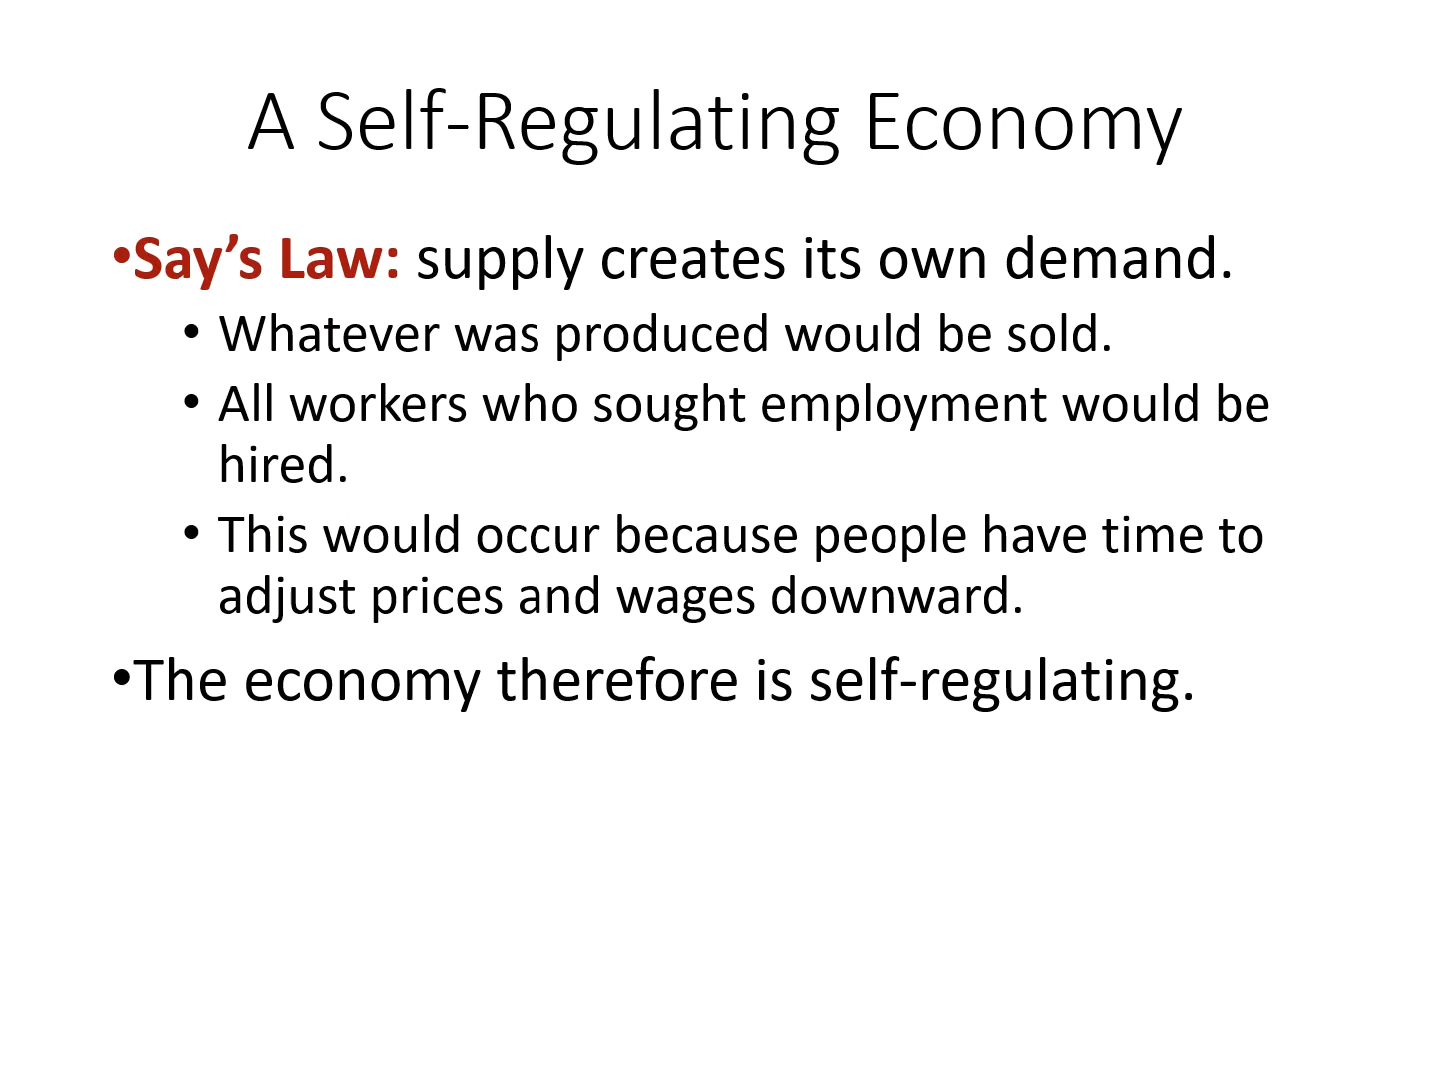 A Self-Regulating Economy
•Say’s Law: supply creates its own demand.
• Whatever was produced would be sold.
• All workers who sought employment would be
hired.
• This would occur because people have time to
adjust prices and wages downward.
•The economy therefore is self-regulating.